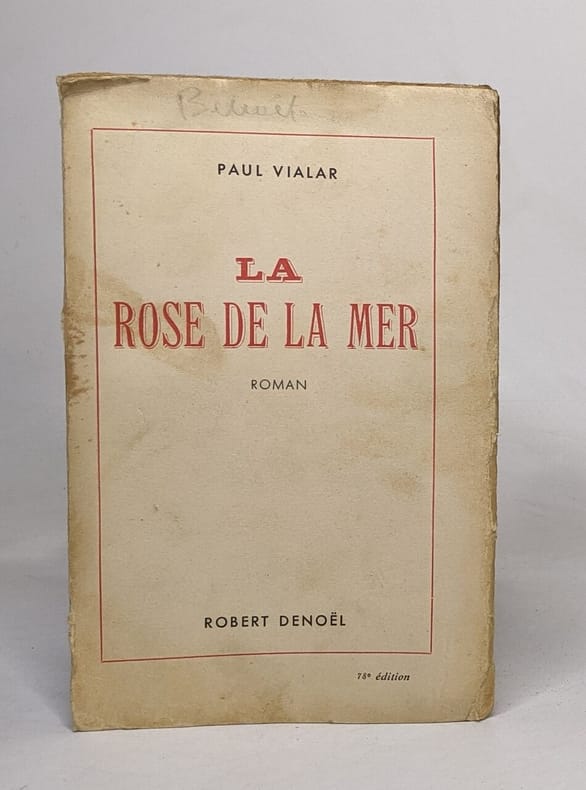 PAUL VIALAR
LA
ROSE DE LA MER
ROMAN
ROBERT DENOËL
78e édition